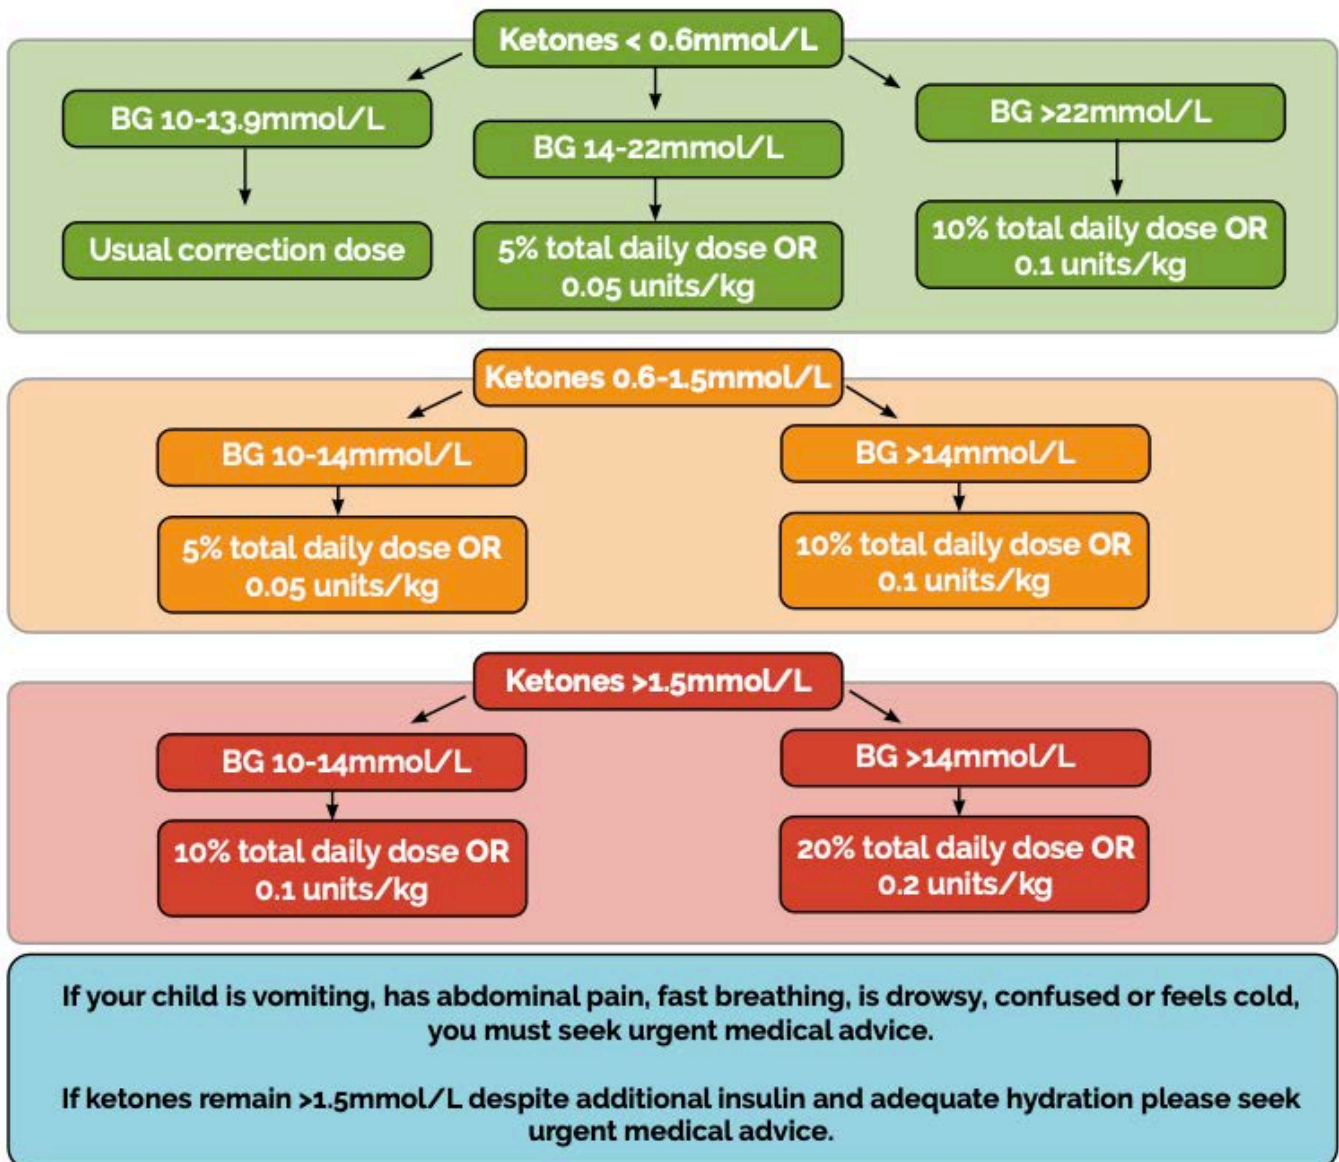 Ketones < 0.6mmol/L
BG 10-13.9mmol/L
Usual correction dose
BG 14-22mmol/L
5% total daily dose OR
0.05 units/kg
BG >22mmol/L
10% total daily dose OR
0.1 units/kg
Ketones 0.6-1.5mmol/L
BG 10-14mmol/L
5% total daily dose OR
0.05 units/kg
BG >14mmol/L
10% total daily dose OR
0.1 units/kg
Ketones >1.5mmol/L
BG 10-14mmol/L
10% total daily dose OR
0.1 units/kg
BG >14mmol/L
20% total daily dose OR
0.2 units/kg
If your child is vomiting, has abdominal pain, fast breathing, is drowsy, confused or feels cold,
you must seek urgent medical advice.
If ketones remain >1.5mmol/L despite additional insulin and adequate hydration please seek
urgent medical advice.